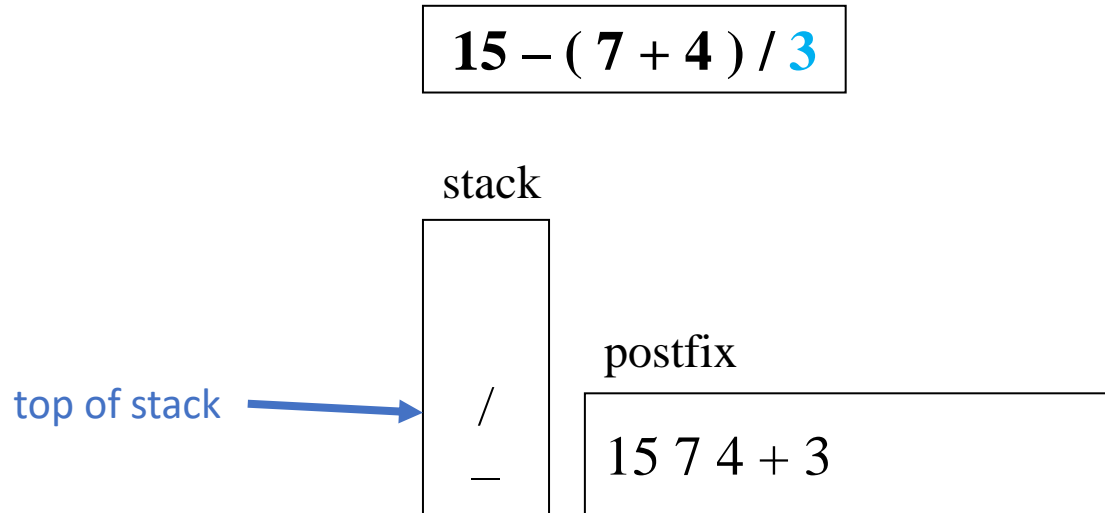 15 – ( 7 + 4 ) / 3
stack
postfix
top of stack
/
–
15 7 4 + 3